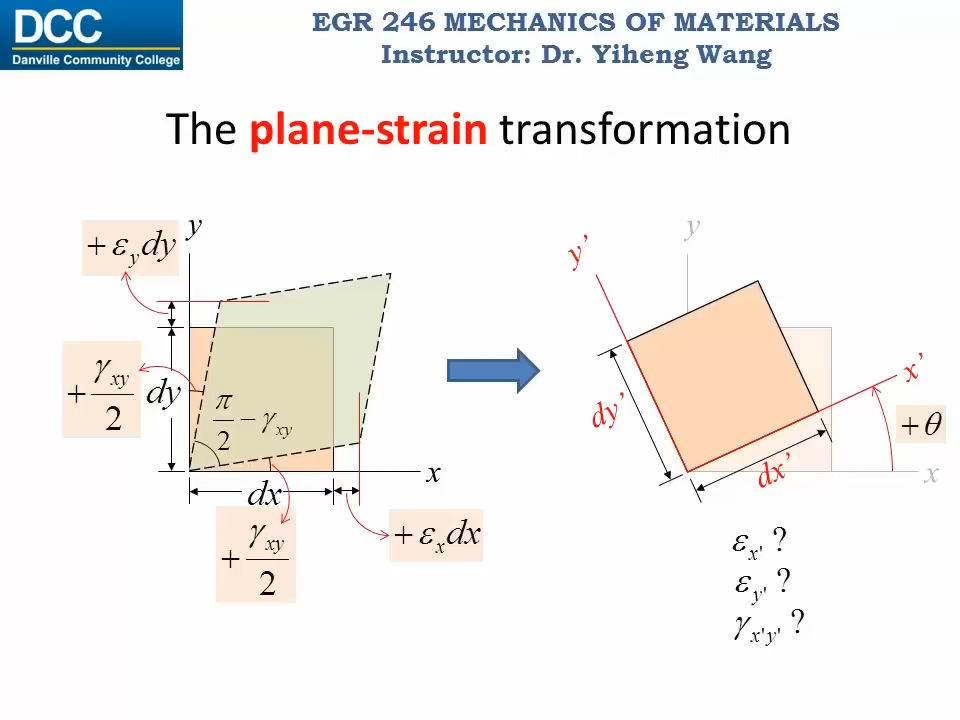 DCC
Danville Community College
EGR 246 MECHANICS OF MATERIALS
Instructor: Dr. Yiheng Wang
The plane-strain transformation
+ ε_y dy
y
+ γ_xy/2
dy
π/2 − γ_xy
x
dx
+ γ_xy/2
+ ε_x dx
y’
y
x’
dy’
+θ
dx’
x
ε_x' ?
ε_y' ?
γ_x'y' ?